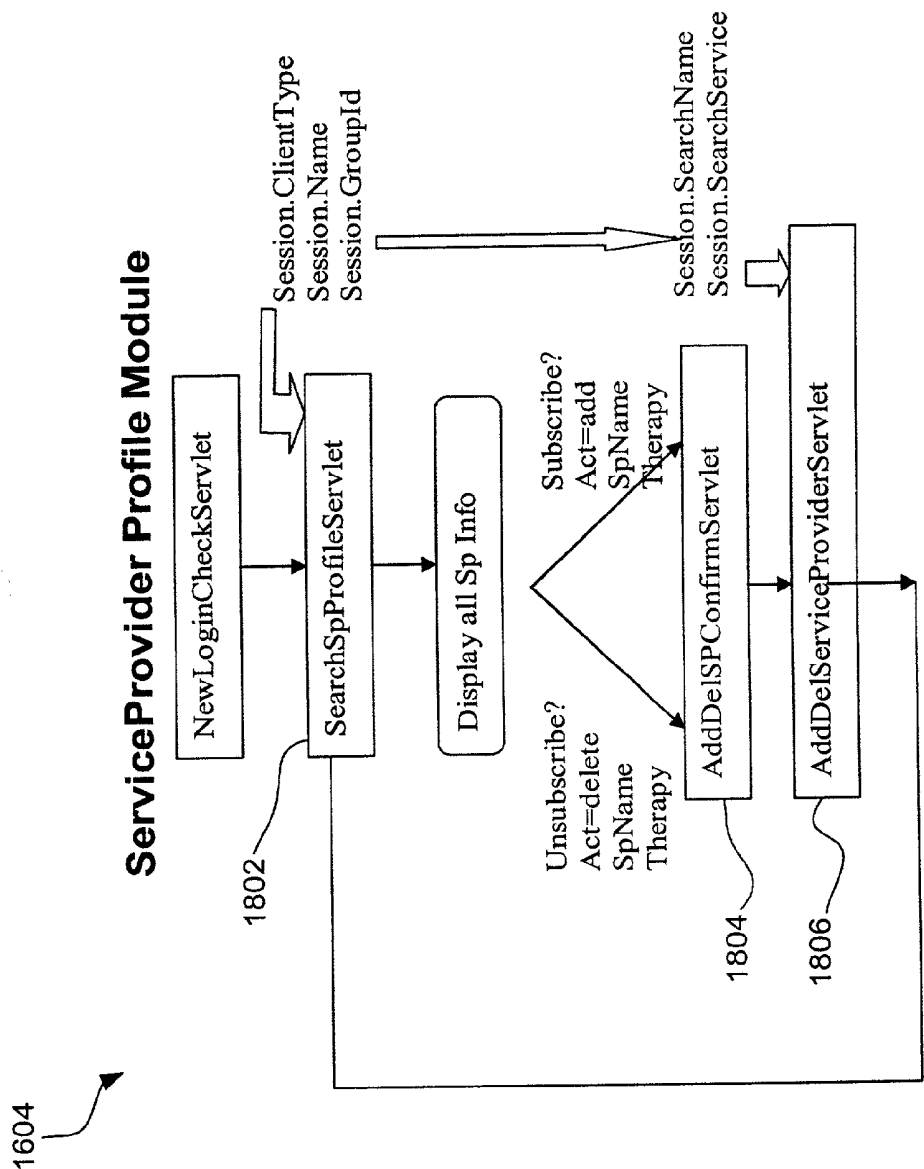 1604
ServiceProvider Profile Module
NewLoginCheckServlet
1802
SearchSpProfileServlet
Session.ClientType
Session.Name
Session.GroupId
Display all Sp Info
Unsubscribe?
Act=delete
SpName
Therapy
Subscribe?
Act=add
SpName
Therapy
1804
AddDelSPConfirmServlet
Session.SearchName
Session.SearchService
1806
AddDelServiceProviderServlet